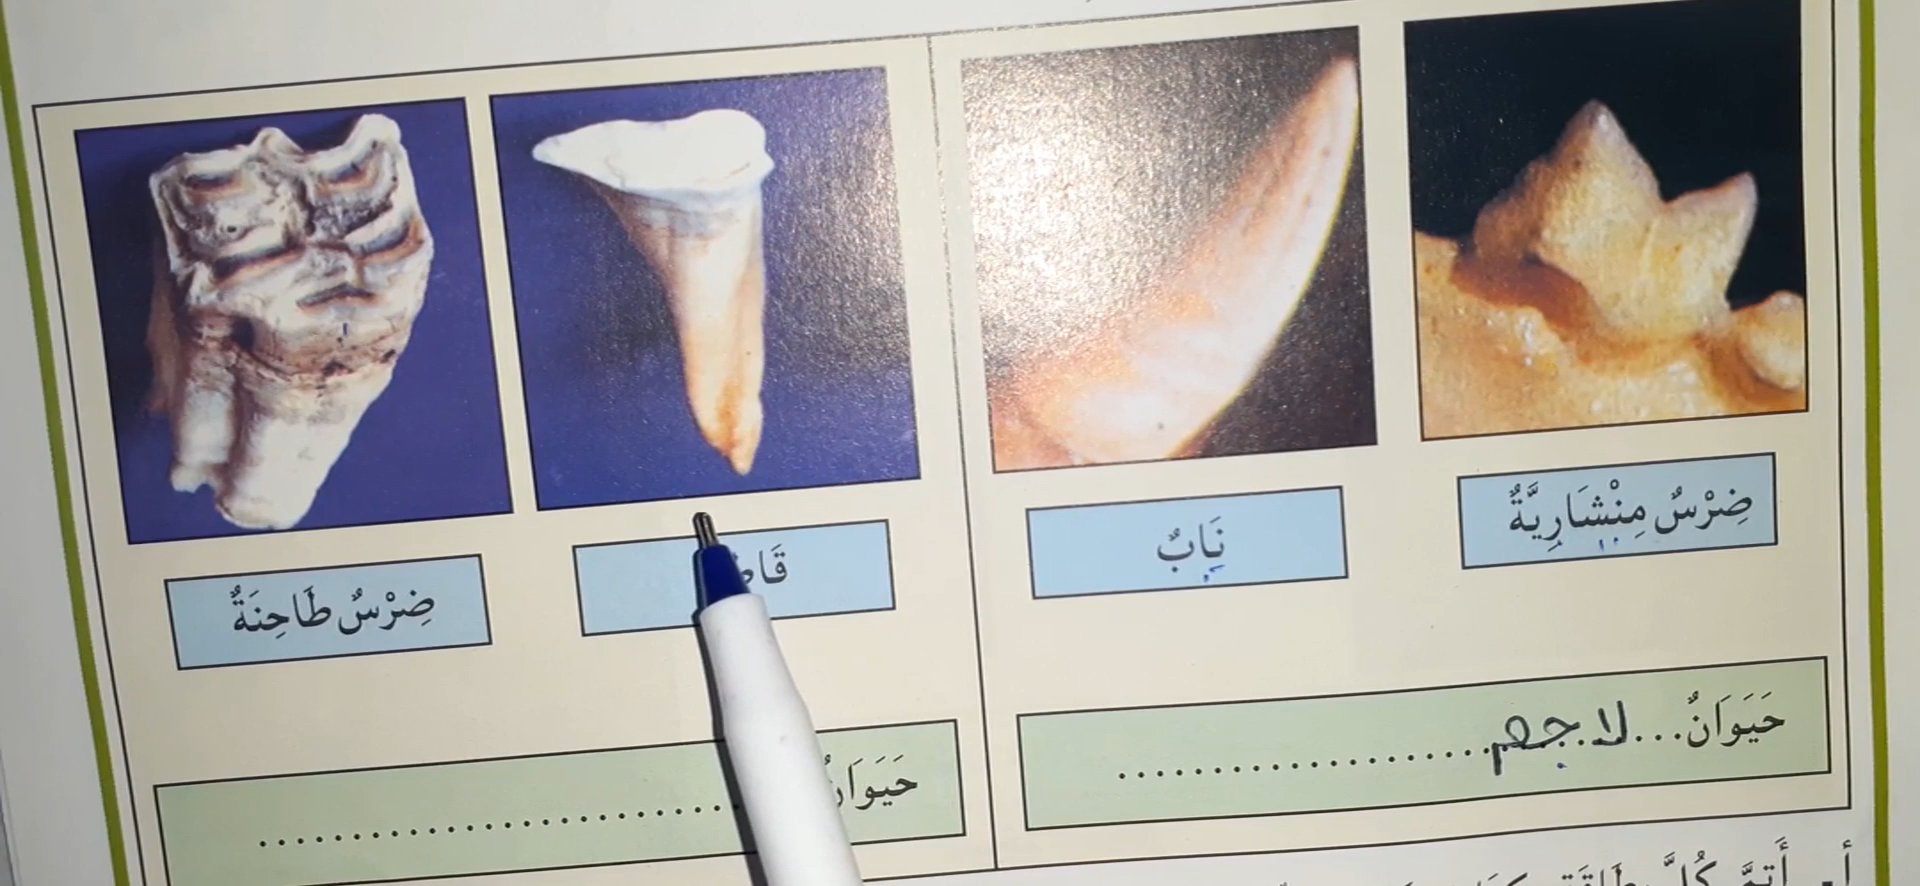 ضِرْسٌ مِنْشَارِيَّةٌ
نَابٌ
ضِرْسٌ طَاحِنَةٌ
حَيَوَانٌ...لاحم...................
حَيَوَانٌ..........................
أ- أُتِمَّ كُلَّ